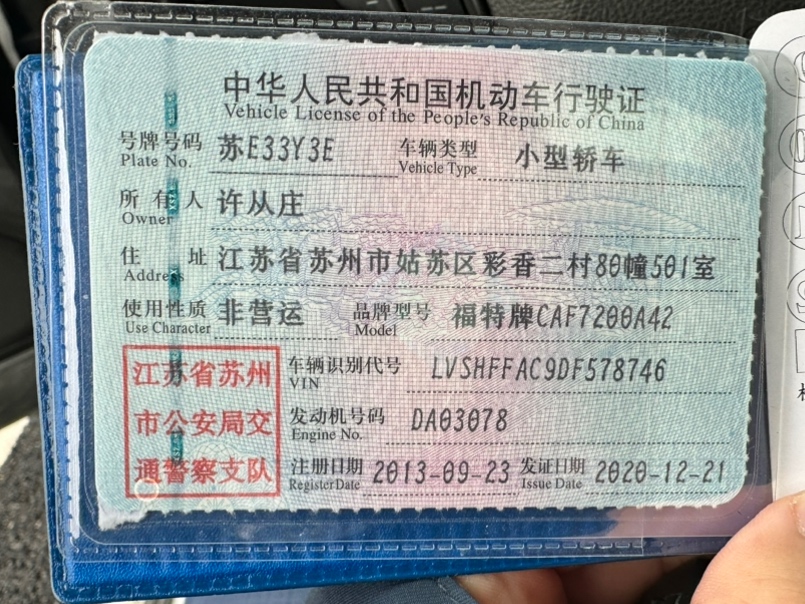 中华人民共和国机动车行驶证
Vehicle License of the People's Republic of China
号牌号码 苏E33Y3E 车辆类型 小型轿车
Plate No. Vehicle Type
所有人 许从庄
Owner
住址 江苏省苏州市姑苏区彩香二村80幢501室
Address
使用性质 非营运 品牌型号 福特牌CAF7200A42
Use Character Model
江苏省苏州
市公安局交
通警察支队
车辆识别代号 LVSHFFAC9DF578746
VIN
发动机号码 DA03078
Engine No.
注册日期 2013-09-23 发证日期 2020-12-21
Register Date Issue Date